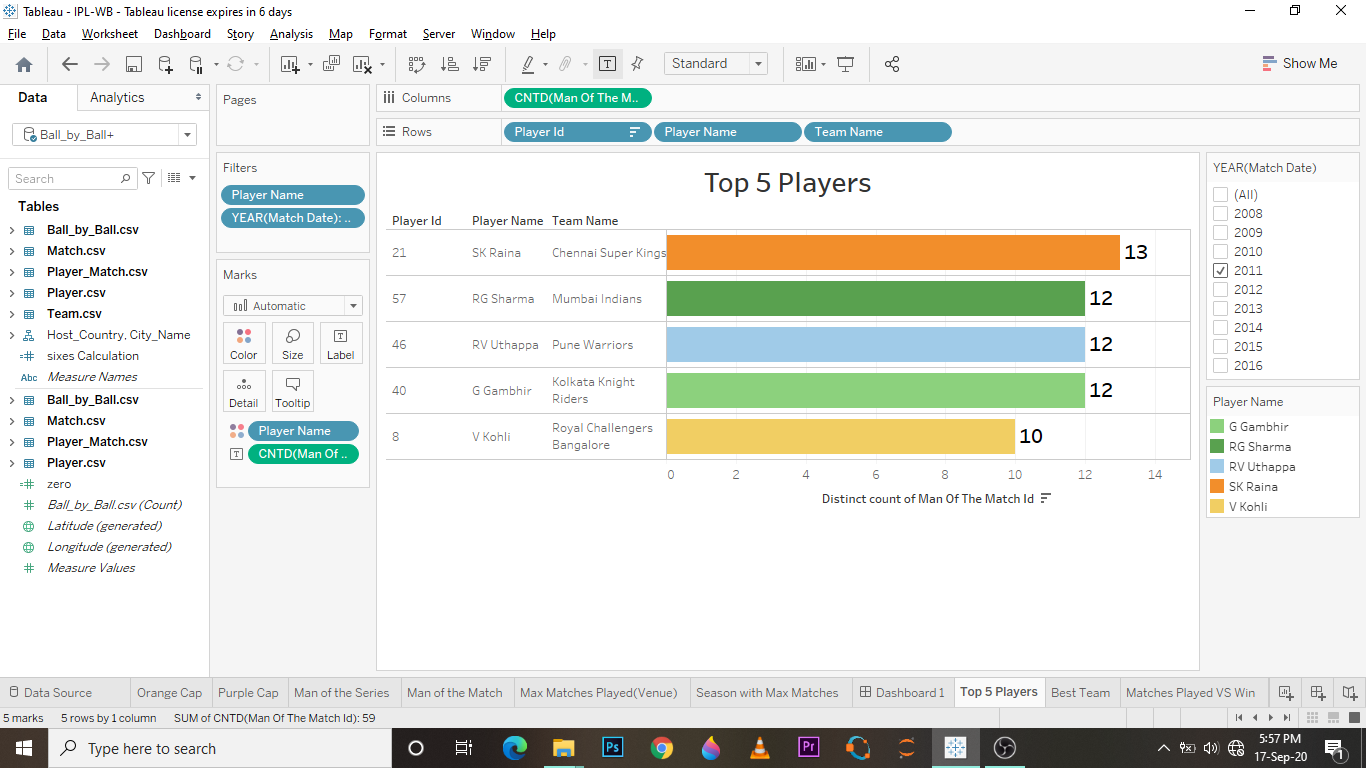 Tableau - IPL-WB - Tableau license expires in 6 days
File Data Worksheet Dashboard Story Analysis Map Format Server Window Help
Standard
Show Me
Data Analytics
Ball_by_Ball+
Search
Tables
Ball_by_Ball.csv
Match.csv
Player_Match.csv
Player.csv
Team.csv
Host_Country, City_Name
sixes Calculation
Abc Measure Names
Ball_by_Ball.csv
Match.csv
Player_Match.csv
Player.csv
zero
Ball_by_Ball.csv (Count)
Latitude (generated)
Longitude (generated)
Measure Values
Pages
Filters
Player Name
YEAR(Match Date): ..
Marks
Automatic
Color Size Label
Detail Tooltip
Player Name
CNTD(Man Of ..
Columns CNTD(Man Of The M..
Rows Player Id Player Name Team Name
Top 5 Players
Player Id Player Name Team Name
21 SK Raina Chennai Super Kings 13
57 RG Sharma Mumbai Indians 12
46 RV Uthappa Pune Warriors 12
40 G Gambhir Kolkata Knight Riders 12
8 V Kohli Royal Challengers Bangalore 10
0 2 4 6 8 10 12 14
Distinct count of Man Of The Match Id
YEAR(Match Date)
(All)
2008
2009
2010
2011
2012
2013
2014
2015
2016
Player Name
G Gambhir
RG Sharma
RV Uthappa
SK Raina
V Kohli
Data Source Orange Cap Purple Cap Man of the Series Man of the Match Max Matches Played(Venue) Season with Max Matches Dashboard 1 Top 5 Players Best Team Matches Played VS Win
5 marks 5 rows by 1 column SUM of CNTD(Man Of The Match Id): 59
Type here to search
Ps
Pr
5:57 PM
17-Sep-20
1